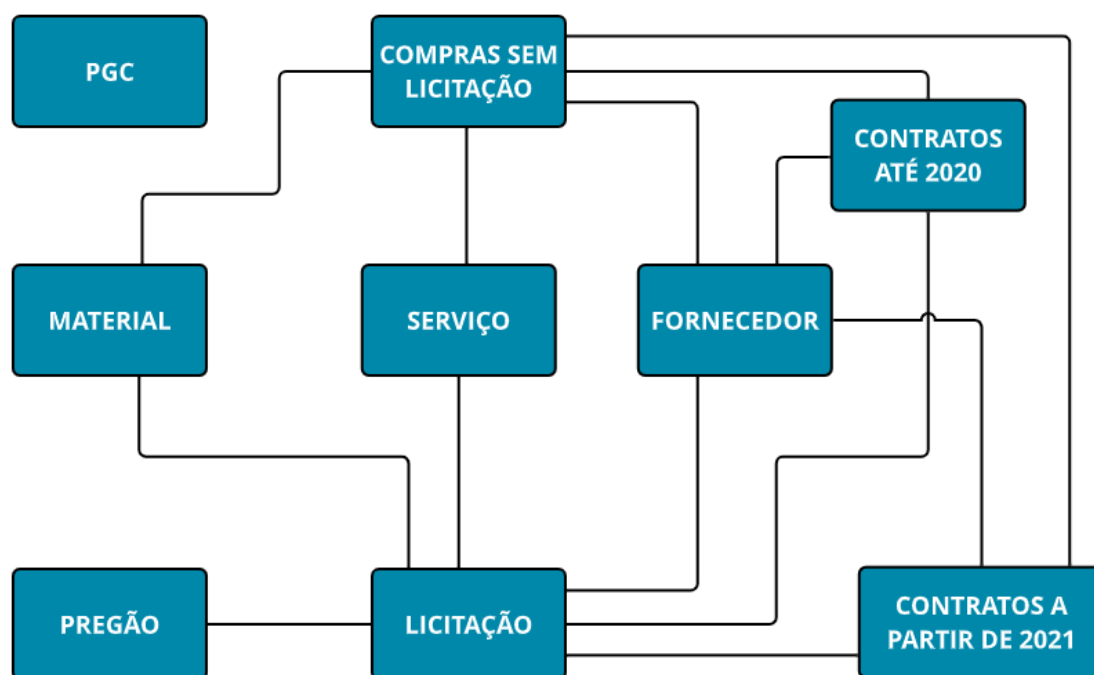 PGC
COMPRAS SEM
LICITAÇÃO
CONTRATOS
ATÉ 2020
MATERIAL
SERVIÇO
FORNECEDOR
PREGÃO
LICITAÇÃO
CONTRATOS A
PARTIR DE 2021